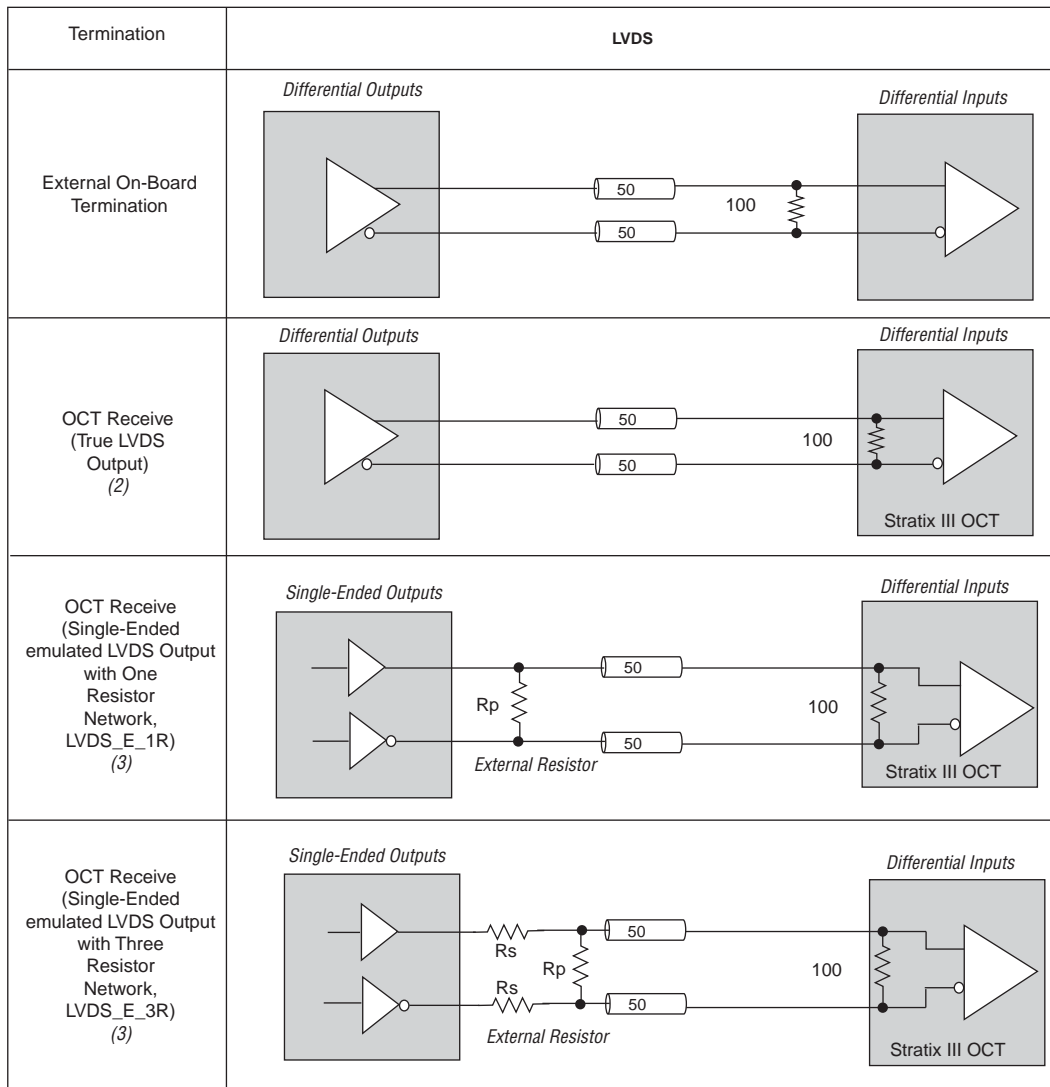 Termination
LVDS
External On-Board
Termination
Differential Outputs
Differential Inputs
50
50
100
OCT Receive
(True LVDS
Output)
(2)
Differential Outputs
Differential Inputs
50
50
100
Stratix III OCT
OCT Receive
(Single-Ended
emulated LVDS Output
with One
Resistor
Network,
LVDS_E_1R)
(3)
Single-Ended Outputs
Differential Inputs
50
Rp
100
50
External Resistor
Stratix III OCT
OCT Receive
(Single-Ended
emulated LVDS Output
with Three
Resistor
Network,
LVDS_E_3R)
(3)
Single-Ended Outputs
Differential Inputs
50
Rs
Rp
100
Rs
50
External Resistor
Stratix III OCT